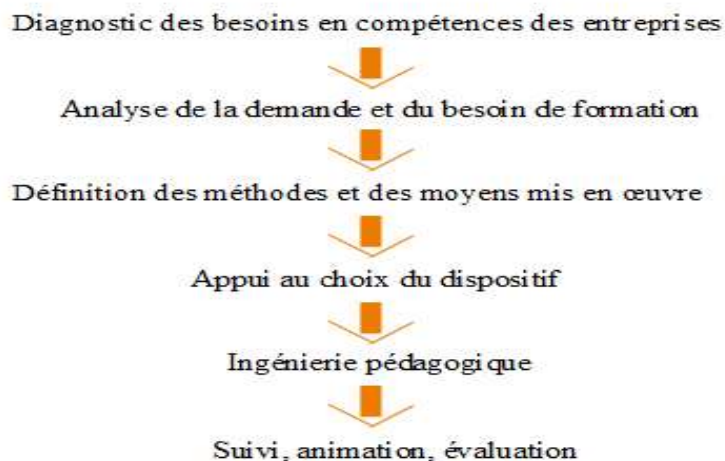 Diagnostic des besoins en compétences des entreprises
Analyse de la demande et du besoin de formation
Définition des méthodes et des moyens mis en œuvre
Appui au choix du dispositif
Ingénierie pédagogique
Suivi, animation, évaluation